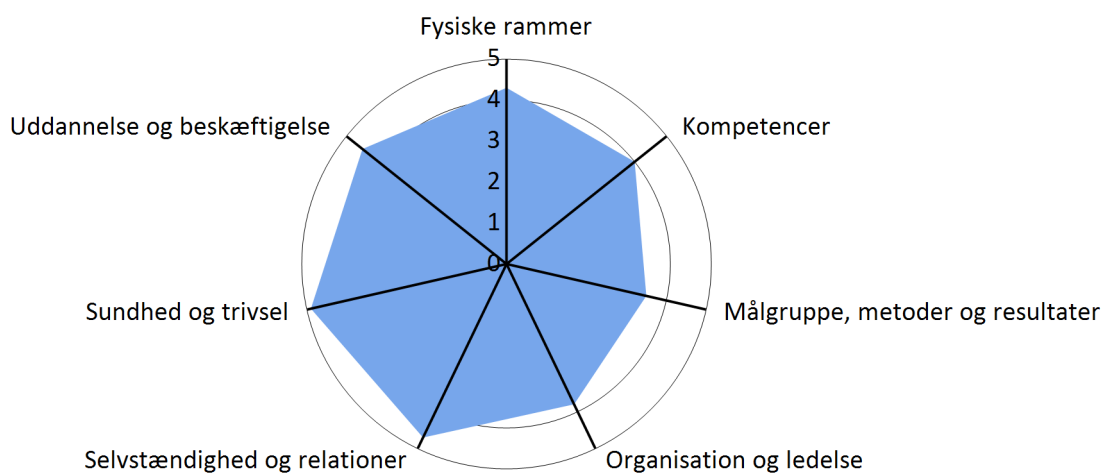 Fysiske rammer
5
4
3
2
1
0
Kompetencer
Målgruppe, metoder og resultater
Organisation og ledelse
Selvstændighed og relationer
Sundhed og trivsel
Uddannelse og beskæftigelse